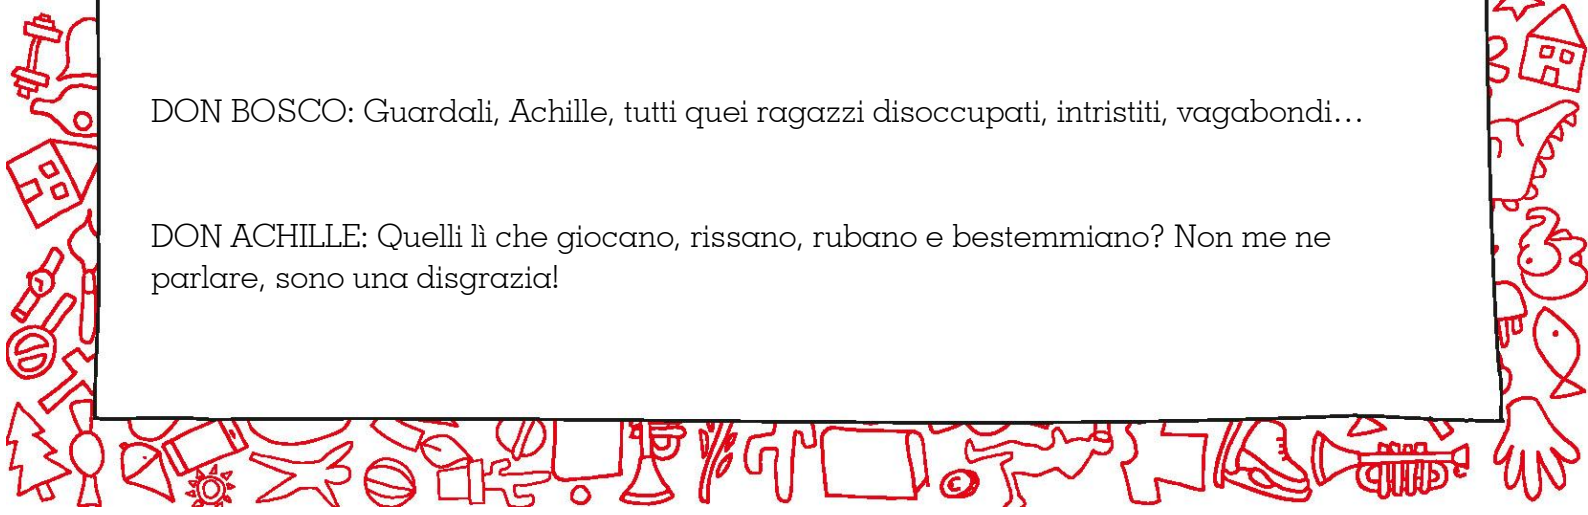 DON BOSCO: Guardali, Achille, tutti quei ragazzi disoccupati, intristiti, vagabondi...
DON ACHILLE: Quelli lì che giocano, rissano, rubano e bestemmiano? Non me ne
parlare, sono una disgrazia!